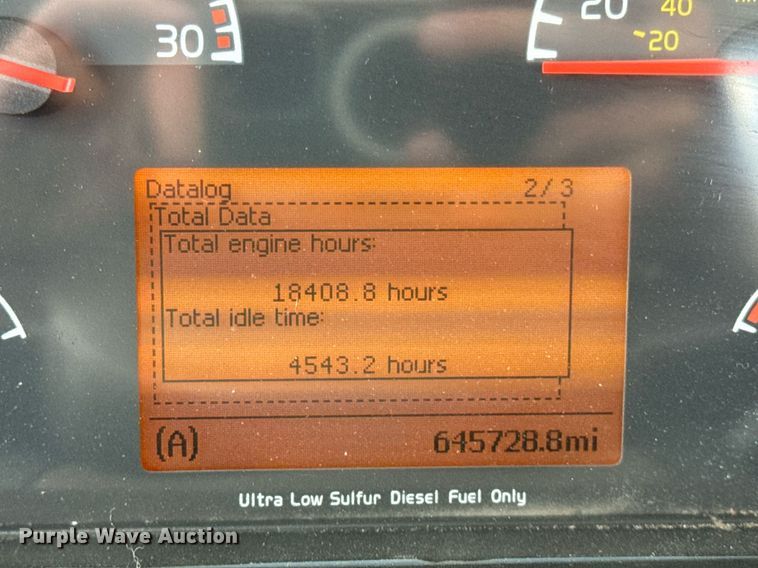 30
20 40
20
Datalog 2/3
Total Data
Total engine hours:
18408.8 hours
Total idle time:
4543.2 hours
(A) 645728.8mi
Ultra Low Sulfur Diesel Fuel Only
Purple Wave Auction